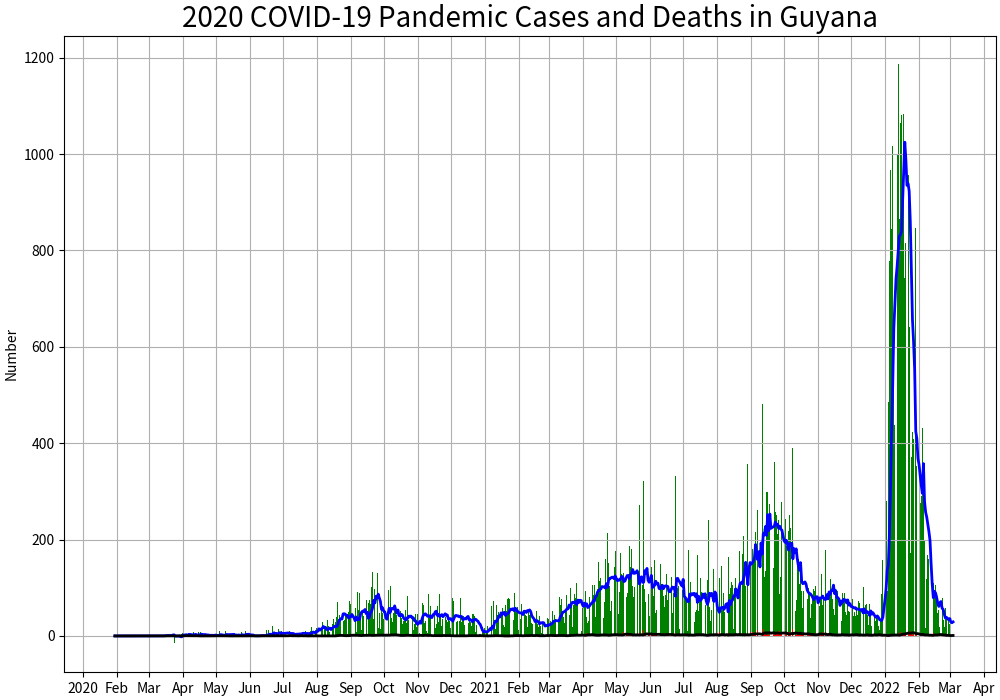 2020 COVID-19 Pandemic Cases and Deaths in Guyana
1200
1000
800
600
400
200
0
Number
2020 Feb Mar Apr May Jun Jul Aug Sep Oct Nov Dec 2021 Feb Mar Apr May Jun Jul Aug Sep Oct Nov Dec 2022 Feb Mar Apr